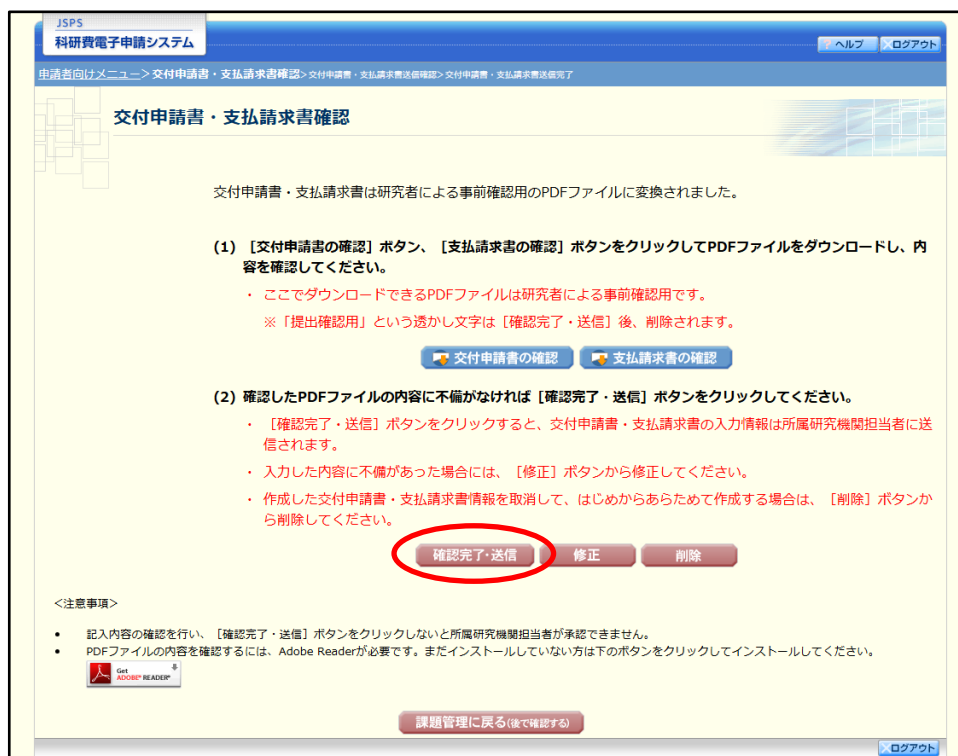 JSPS
科研費電子申請システム
ヘルプ ログアウト
申請者向けメニュー>交付申請書・支払請求書確認>交付申請書・支払請求書送信確認>交付申請書・支払請求書送信完了
交付申請書・支払請求書確認
交付申請書・支払請求書は研究者による事前確認用のPDFファイルに変換されました。
(1) [交付申請書の確認] ボタン、 [支払請求書の確認] ボタンをクリックしてPDFファイルをダウンロードし、内
容を確認してください。
・ ここでダウンロードできるPDFファイルは研究者による事前確認用です。
※「提出確認用」という透かし文字は [確認完了・送信] 後、削除されます。
交付申請書の確認 支払請求書の確認
(2) 確認したPDFファイルの内容に不備がなければ [確認完了・送信] ボタンをクリックしてください。
・ [確認完了・送信] ボタンをクリックすると、交付申請書・支払請求書の入力情報は所属研究機関担当者に送
信されます。
・ 入力した内容に不備があった場合には、 [修正] ボタンから修正してください。
・ 作成した交付申請書・支払請求書情報を取消して、はじめからあらためて作成する場合は、 [削除] ボタンか
ら削除してください。
確認完了・送信 修正 削除
<注意事項>
• 記入内容の確認を行い、 [確認完了・送信] ボタンをクリックしないと所属研究機関担当者が承認できません。
• PDFファイルの内容を確認するには、Adobe Readerが必要です。まだインストールしていない方は下のボタンをクリックしてインストールしてください。
Get
ADOBE® READER®
課題管理に戻る(後で確認する)
ログアウト